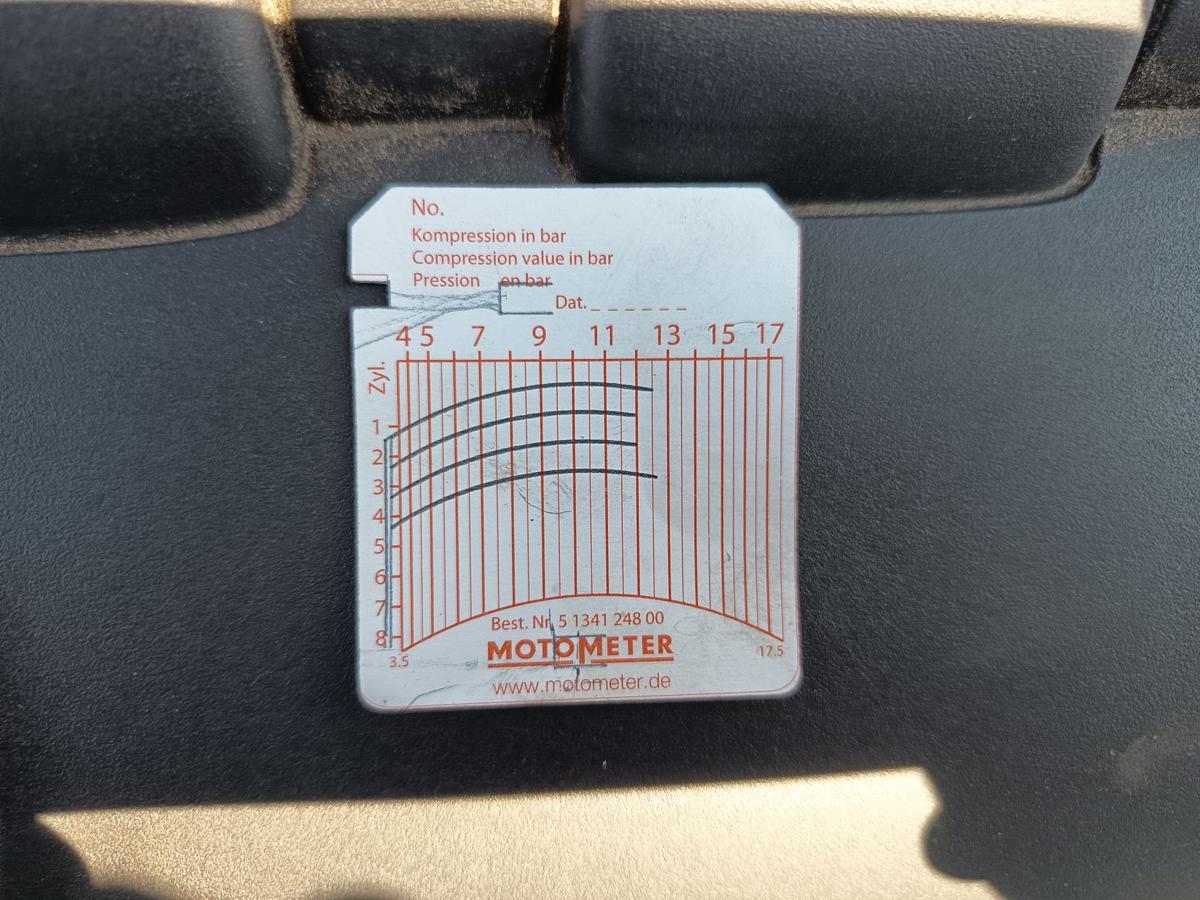 No.
Kompression in bar
Compression value in bar
Pression en bar
Dat. _ _ _ _ _ _
4 5 7 9 11 13 15 17
Zyl.
1
2
3
4
5
6
7
8
3.5
17.5
Best. Nr. 5 1341 248 00
MOTOMETER
www.motometer.de